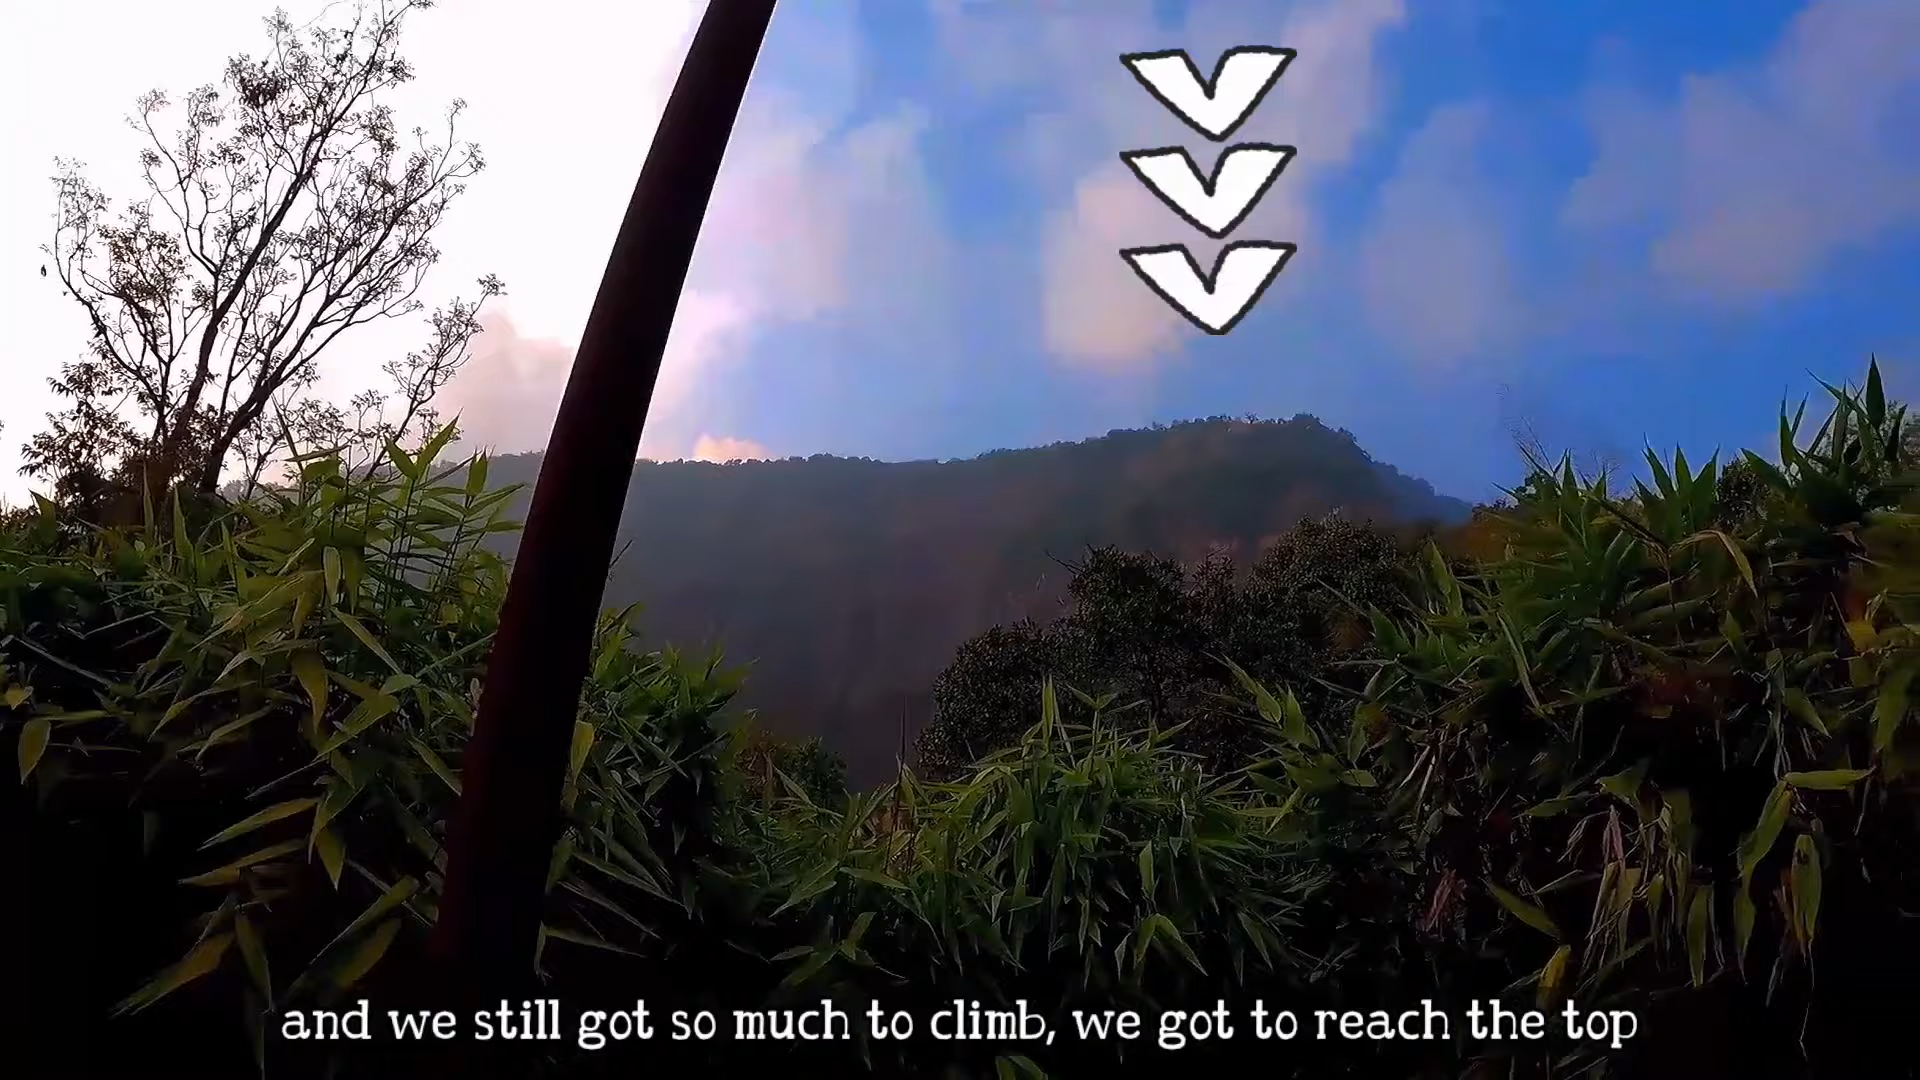 and we still got so much to climb, we got to reach the top